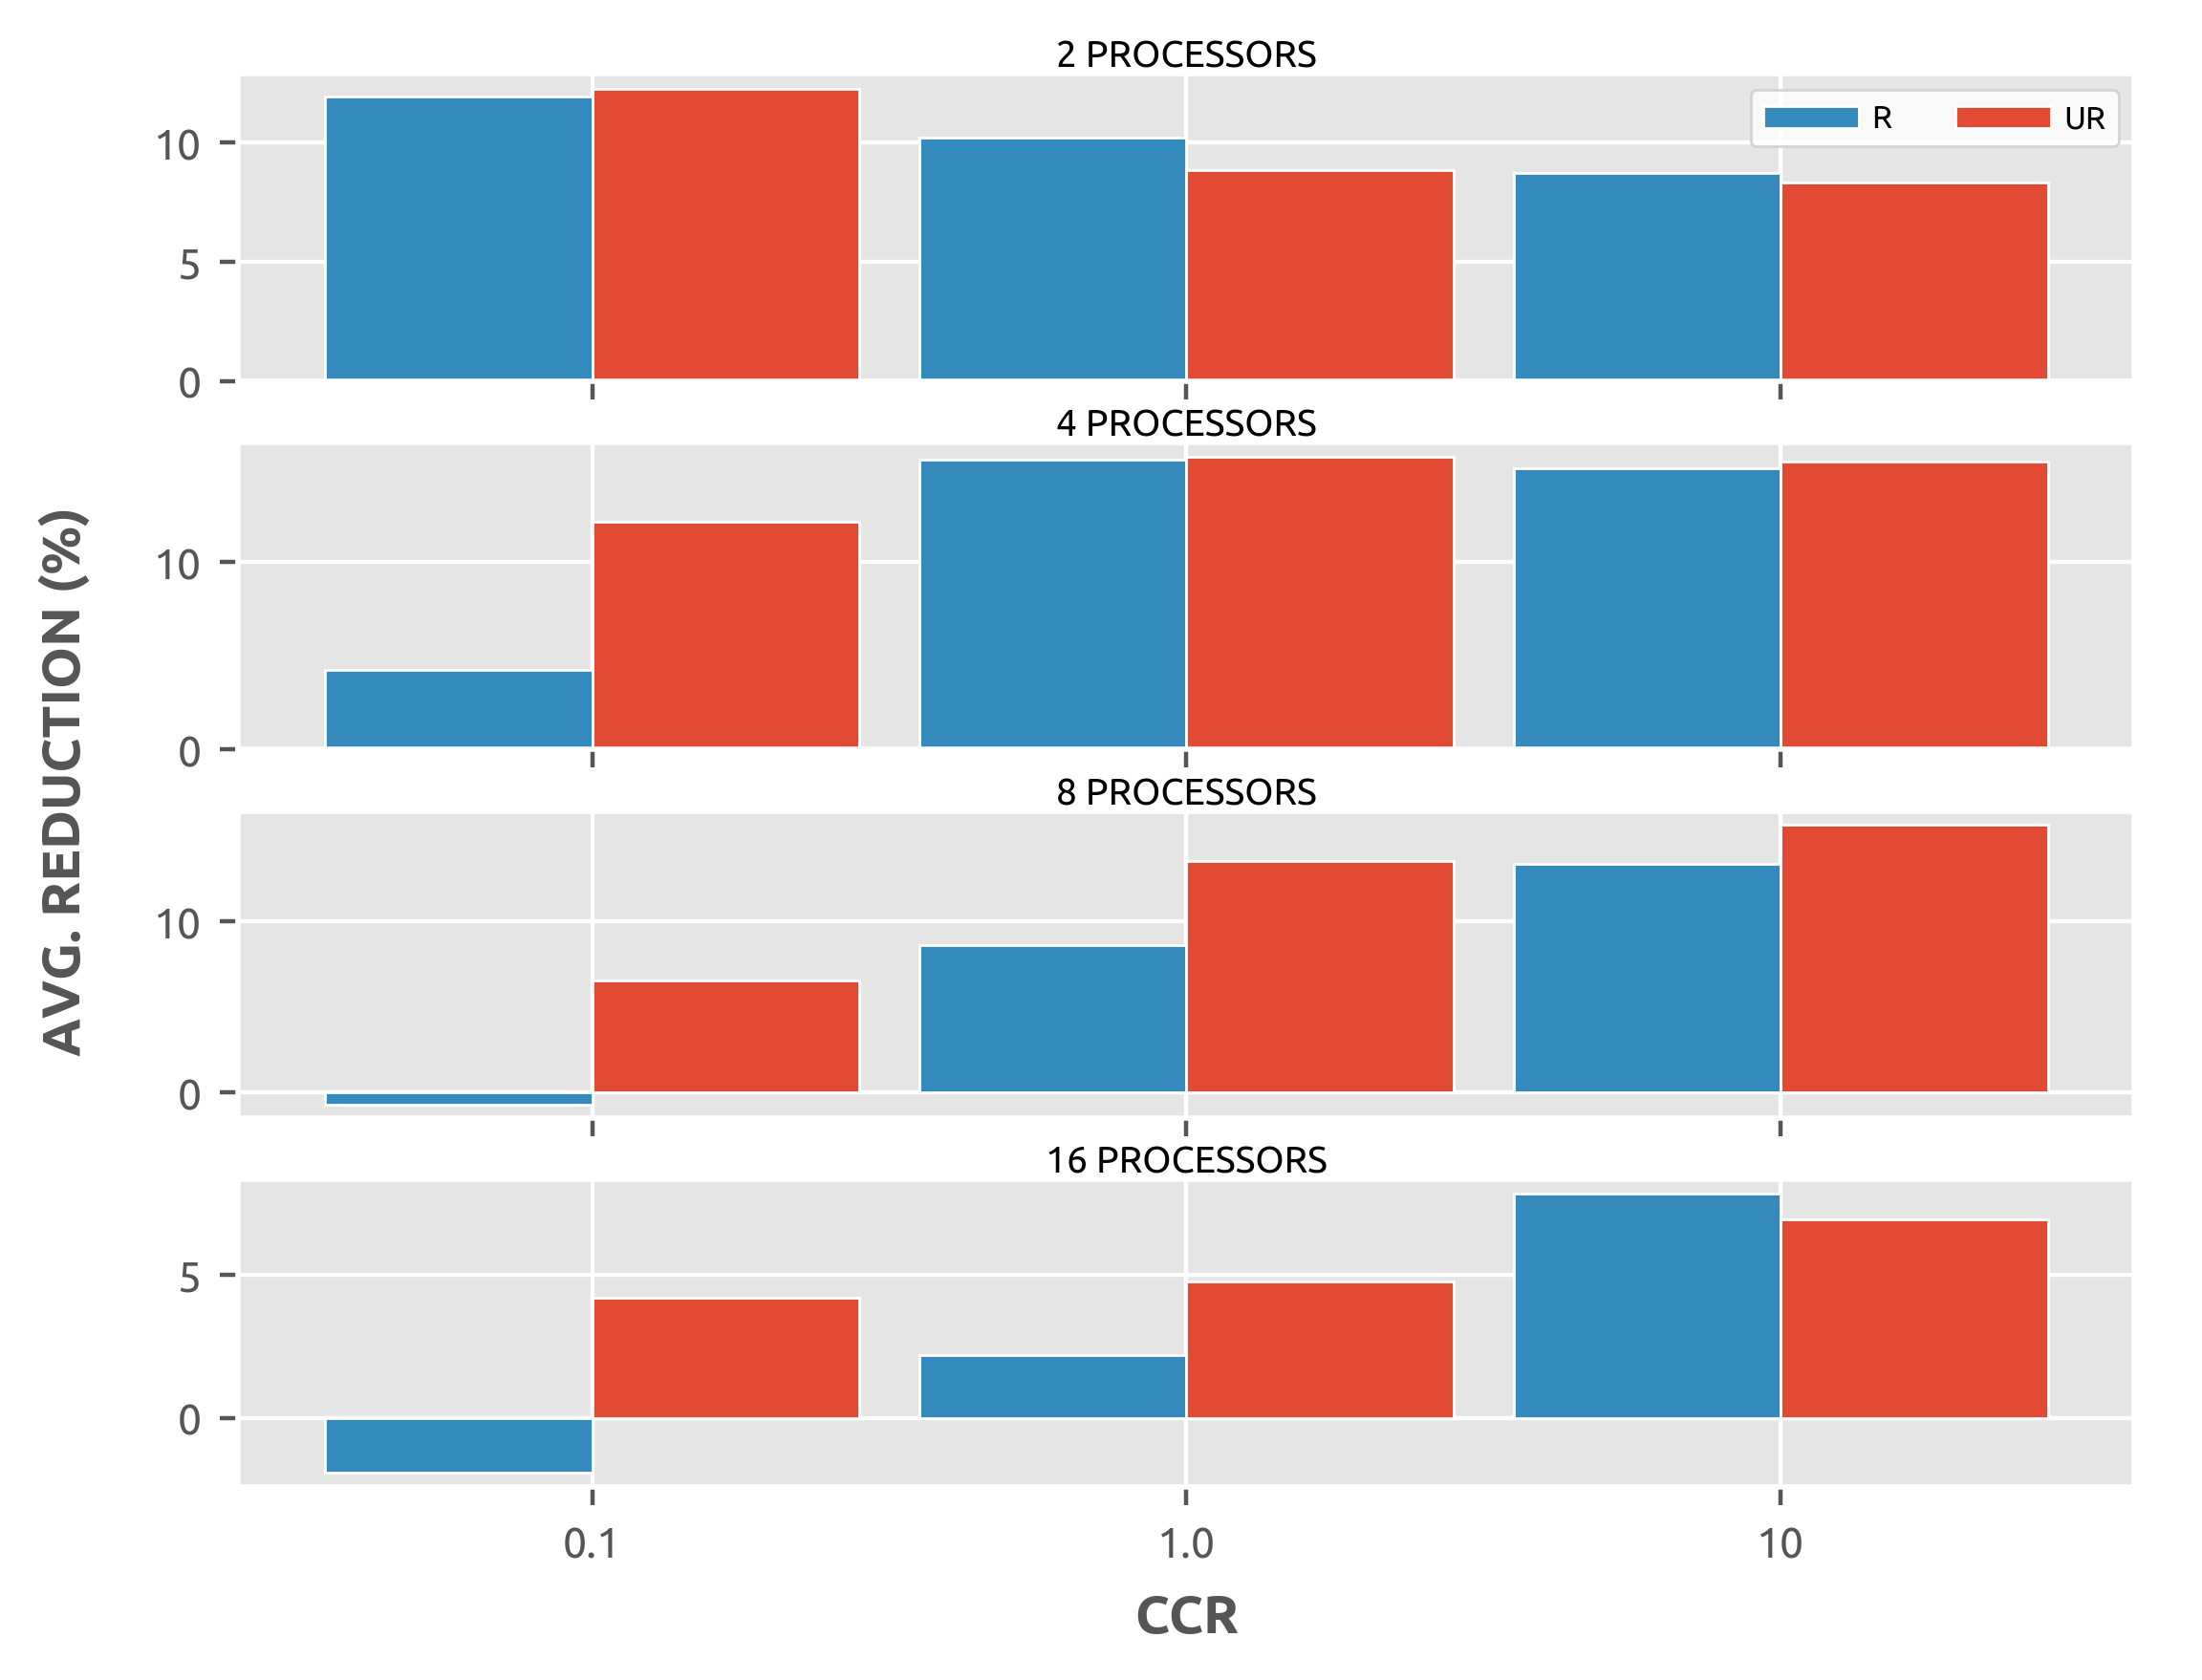 2 PROCESSORS
R UR
10
5
0
4 PROCESSORS
10
0
8 PROCESSORS
10
0
16 PROCESSORS
5
0
0.1 1.0 10
CCR
AVG. REDUCTION (%)